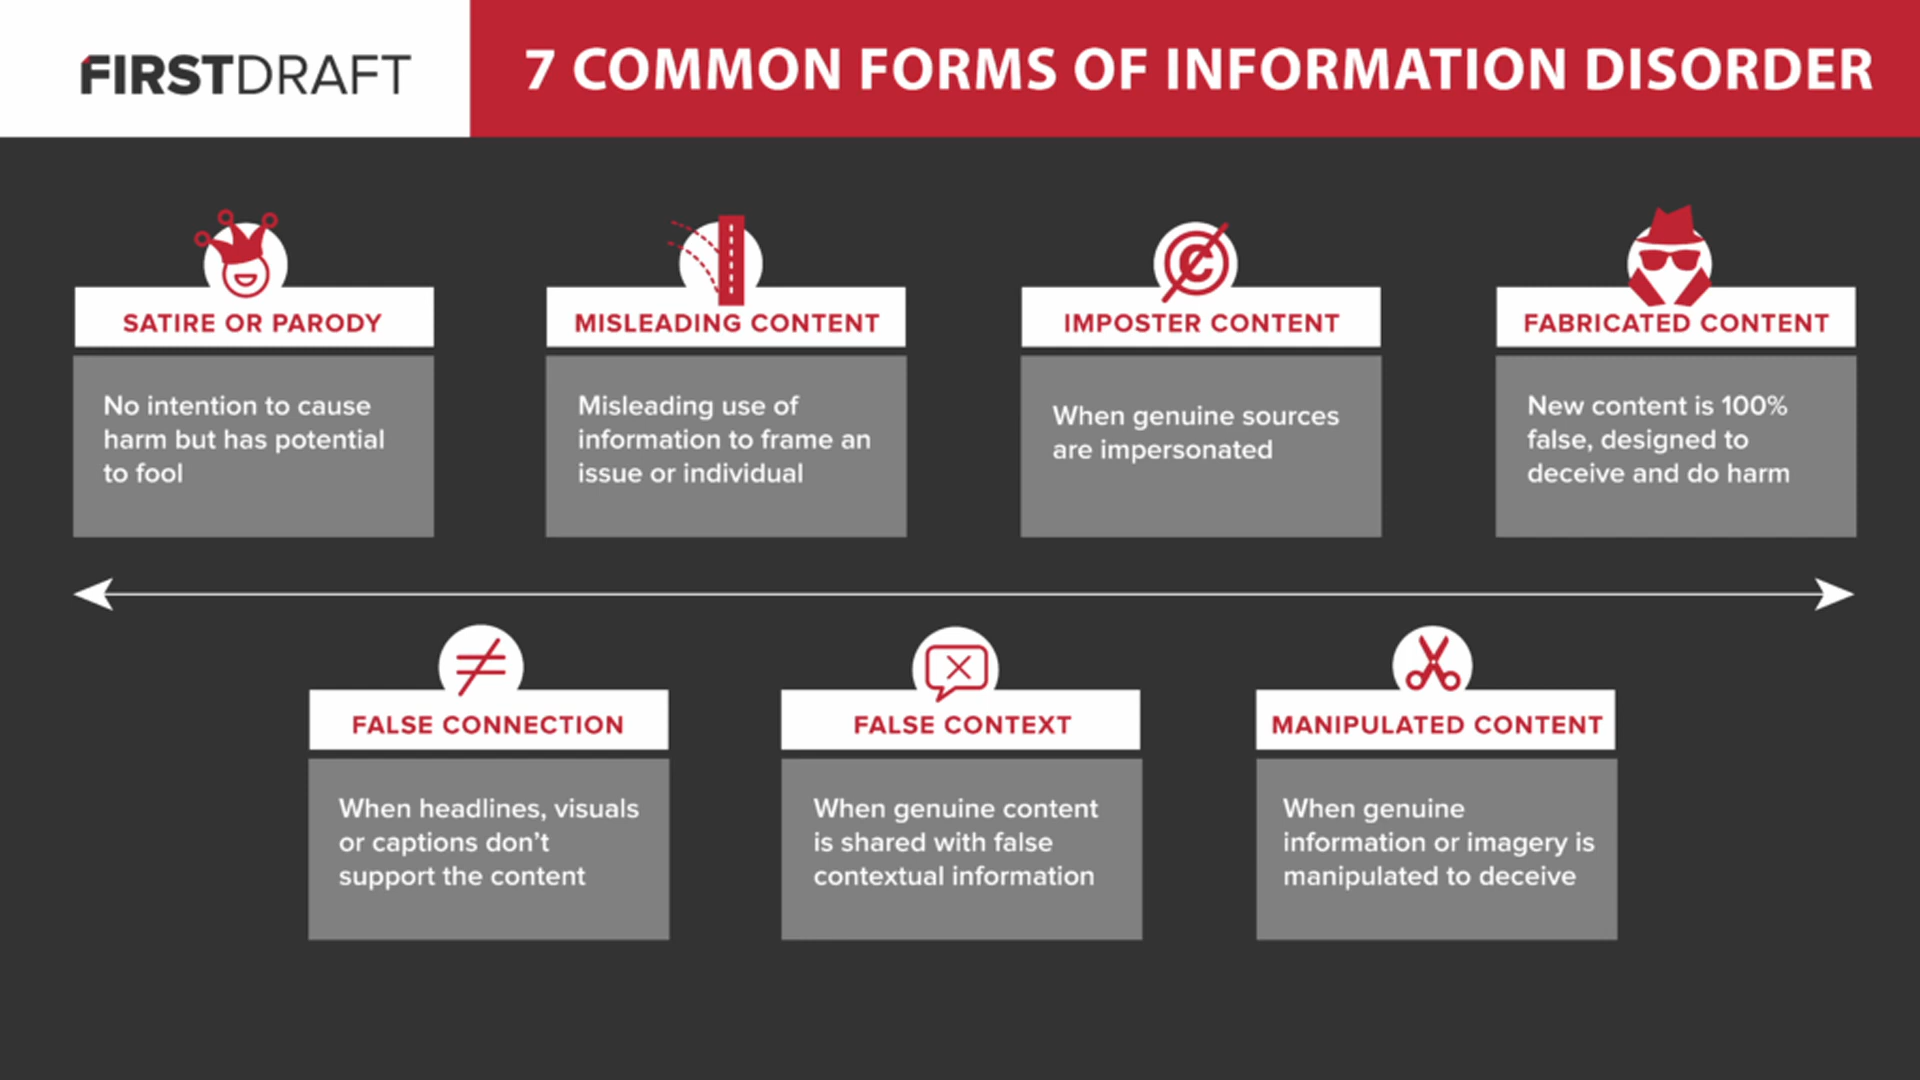 FIRSTDRAFT
7 COMMON FORMS OF INFORMATION DISORDER
SATIRE OR PARODY
No intention to cause
harm but has potential
to fool
MISLEADING CONTENT
Misleading use of
information to frame an
issue or individual
IMPOSTER CONTENT
When genuine sources
are impersonated
FABRICATED CONTENT
New content is 100%
false, designed to
deceive and do harm
FALSE CONNECTION
When headlines, visuals
or captions don’t
support the content
FALSE CONTEXT
When genuine content
is shared with false
contextual information
MANIPULATED CONTENT
When genuine
information or imagery is
manipulated to deceive